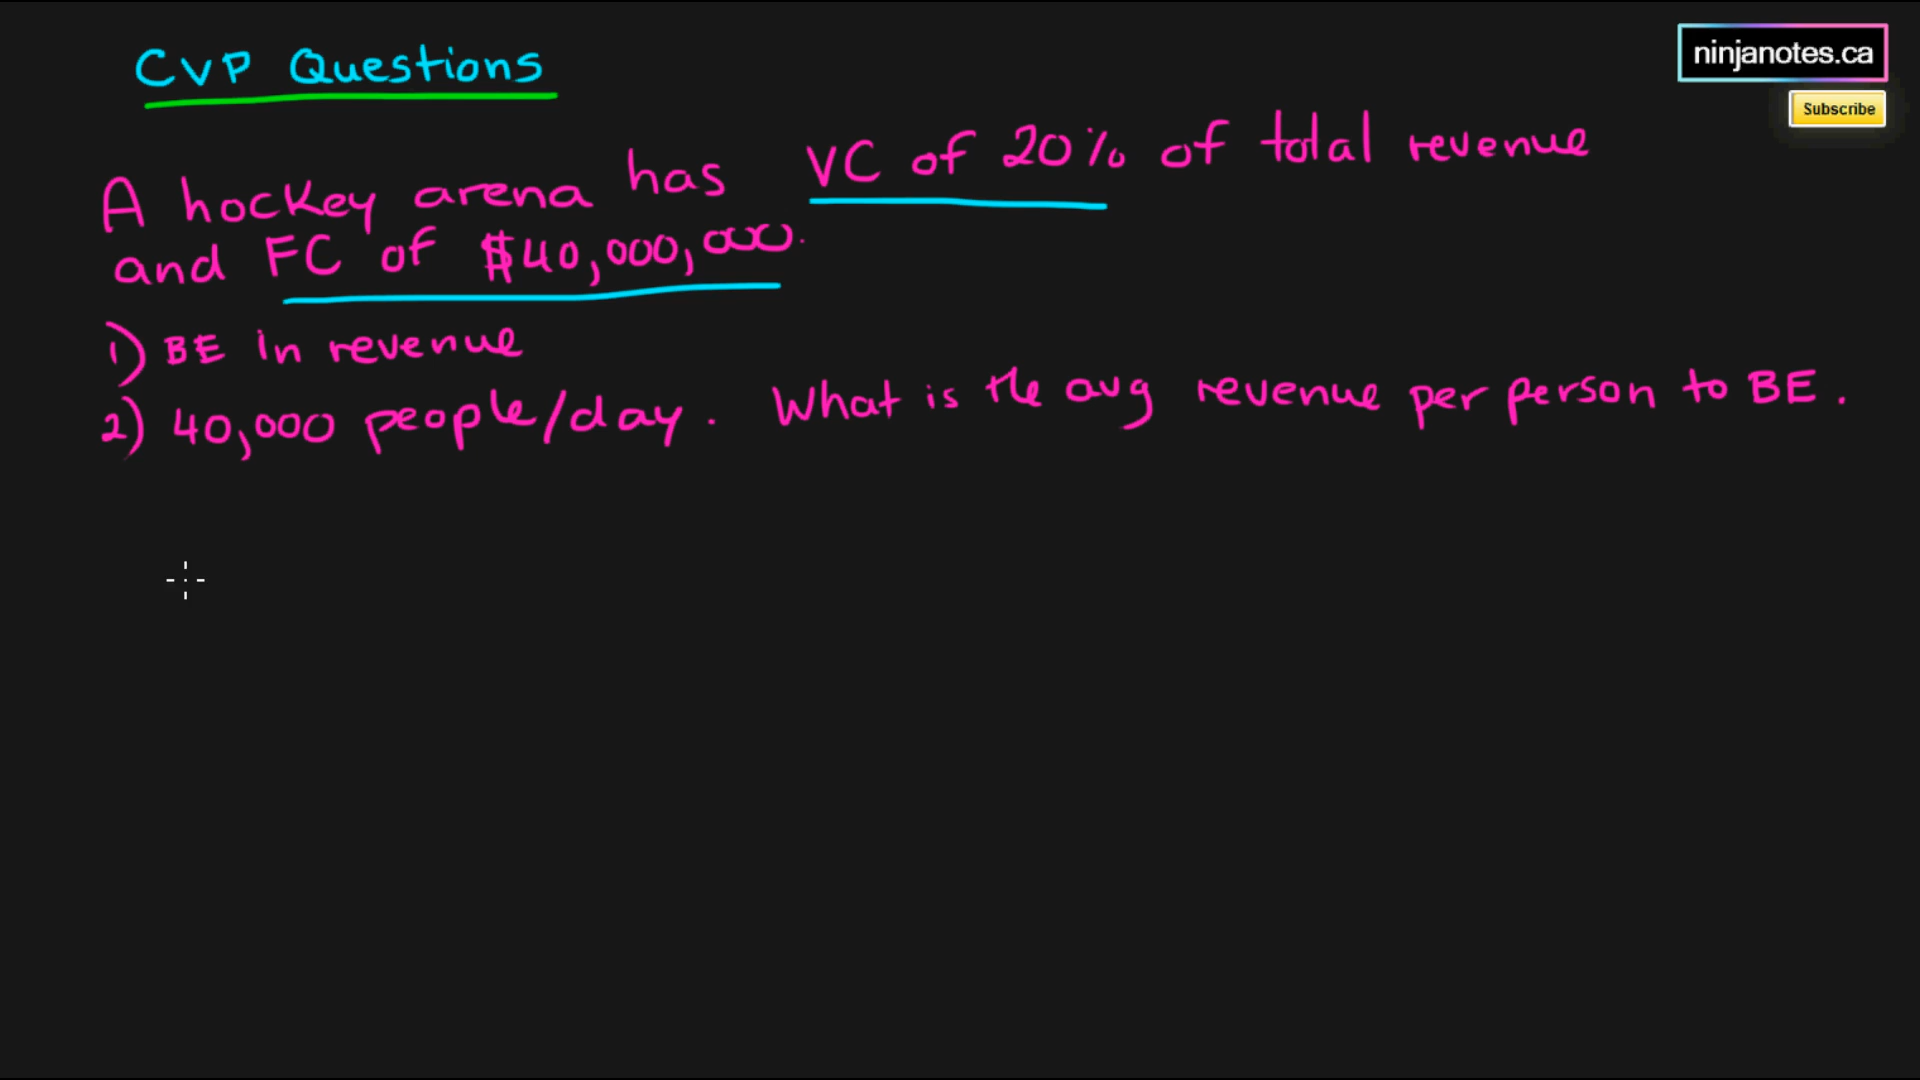 CVP Questions
ninjanotes.ca
Subscribe
A hockey arena has VC of 20% of total revenue
and FC of $40,000,000.
1) BE in revenue
2) 40,000 people/day. What is the avg revenue per person to BE.